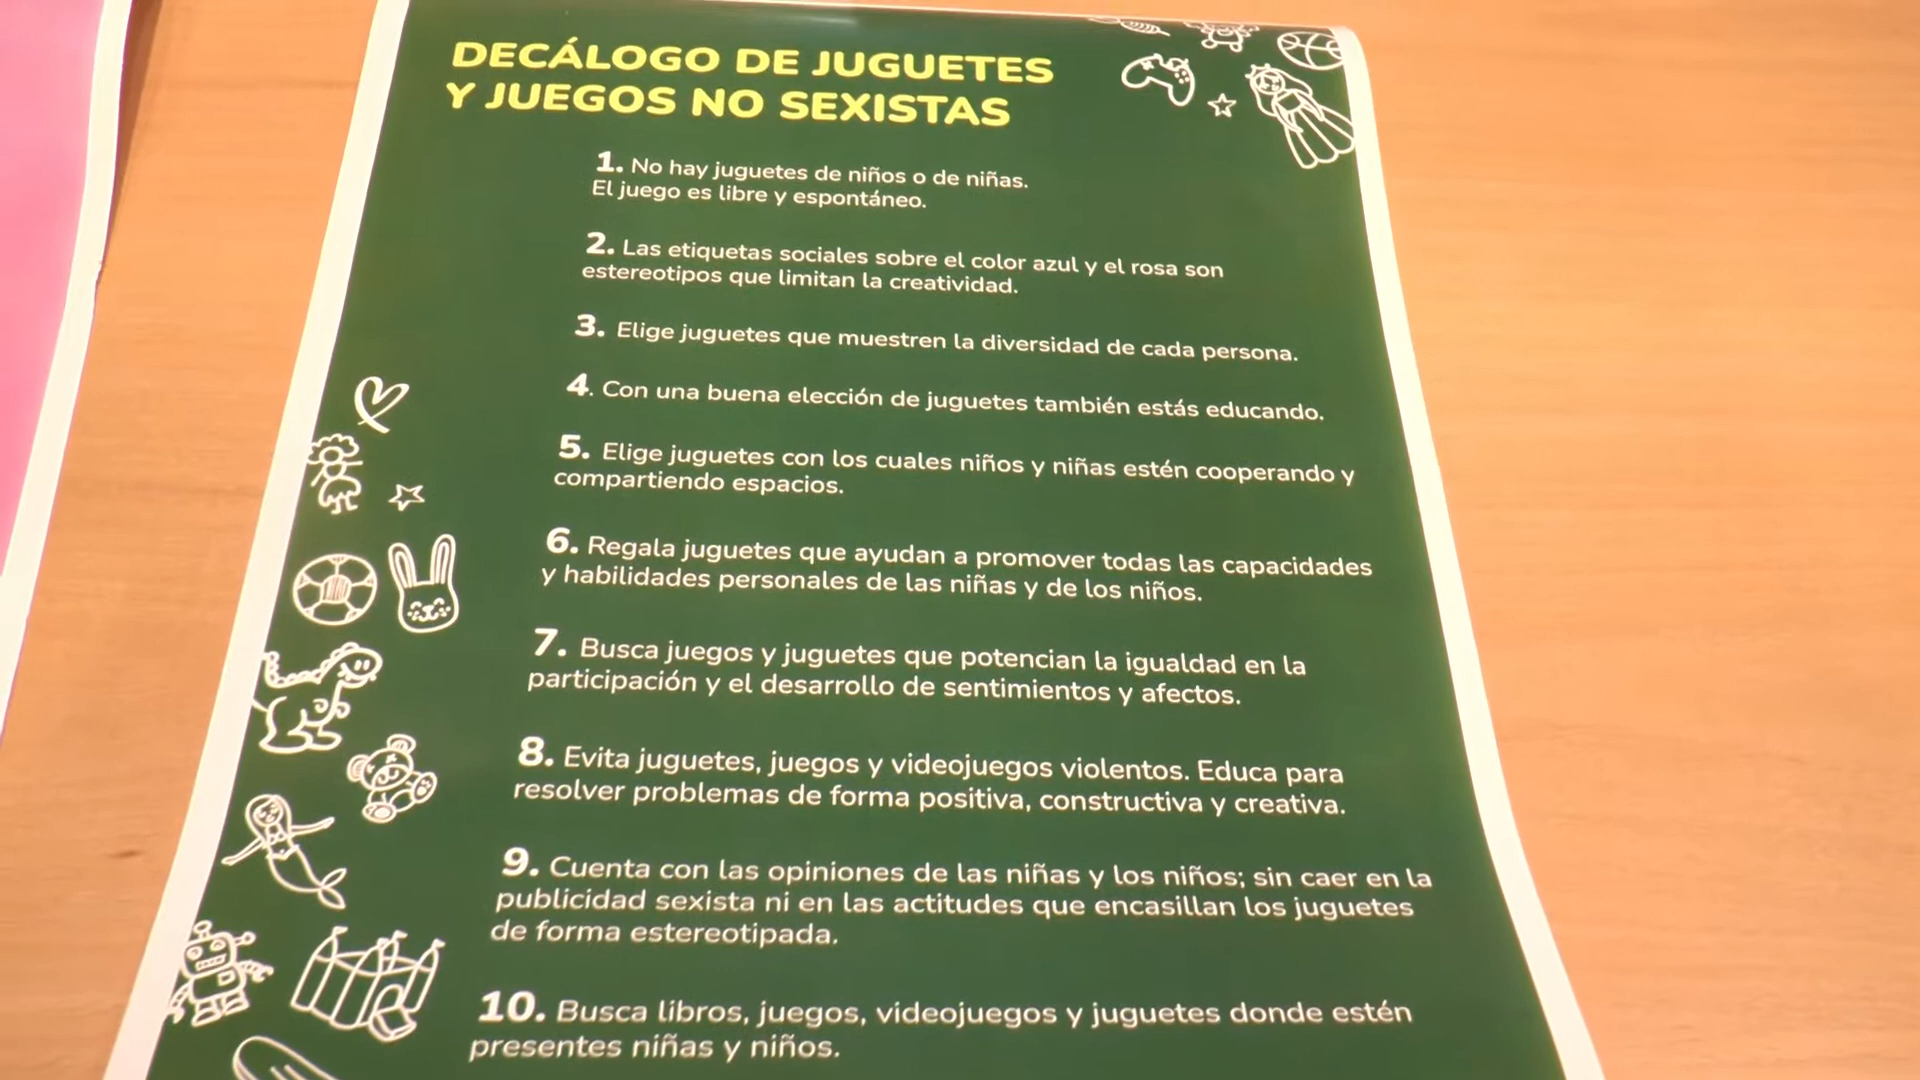 DECÁLOGO DE JUGUETES
Y JUEGOS NO SEXISTAS
1. No hay juguetes de niños o de niñas.
El juego es libre y espontáneo.
2. Las etiquetas sociales sobre el color azul y el rosa son
estereotipos que limitan la creatividad.
3. Elige juguetes que muestren la diversidad de cada persona.
4. Con una buena elección de juguetes también estás educando.
5. Elige juguetes con los cuales niños y niñas estén cooperando y
compartiendo espacios.
6. Regala juguetes que ayudan a promover todas las capacidades
y habilidades personales de las niñas y de los niños.
7. Busca juegos y juguetes que potencian la igualdad en la
participación y el desarrollo de sentimientos y afectos.
8. Evita juguetes, juegos y videojuegos violentos. Educa para
resolver problemas de forma positiva, constructiva y creativa.
9. Cuenta con las opiniones de las niñas y los niños; sin caer en la
publicidad sexista ni en las actitudes que encasillan los juguetes
de forma estereotipada.
10. Busca libros, juegos, videojuegos y juguetes donde estén
presentes niñas y niños.